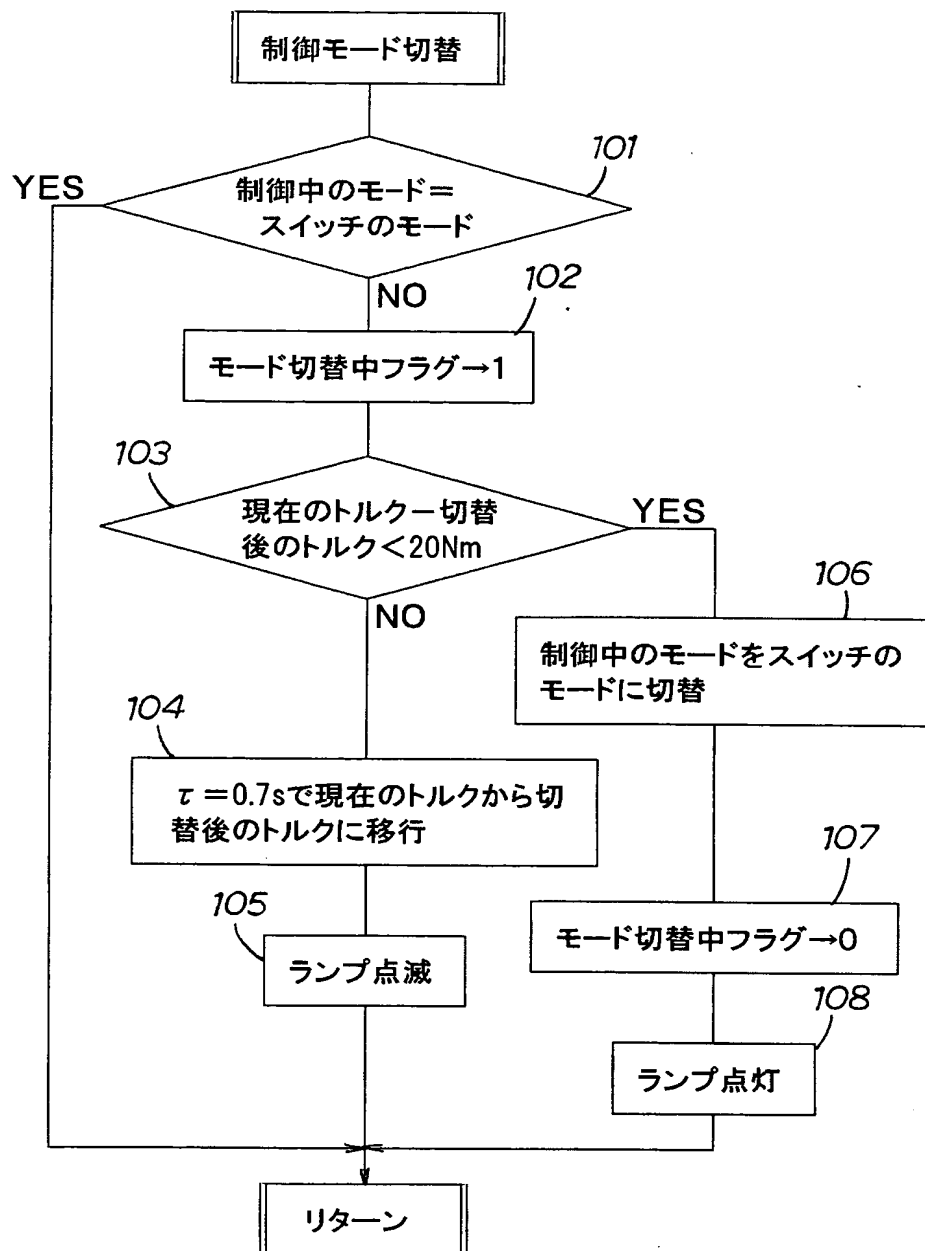 制御モード切替
101
YES
制御中のモード＝
スイッチのモード
NO
102
モード切替中フラグ→1
103
現在のトルクー切替
後のトルク＜20Nm
YES
NO
106
制御中のモードをスイッチの
モードに切替
104
τ＝0.7sで現在のトルクから切
替後のトルクに移行
107
モード切替中フラグ→0
105
ランプ点滅
108
ランプ点灯
リターン